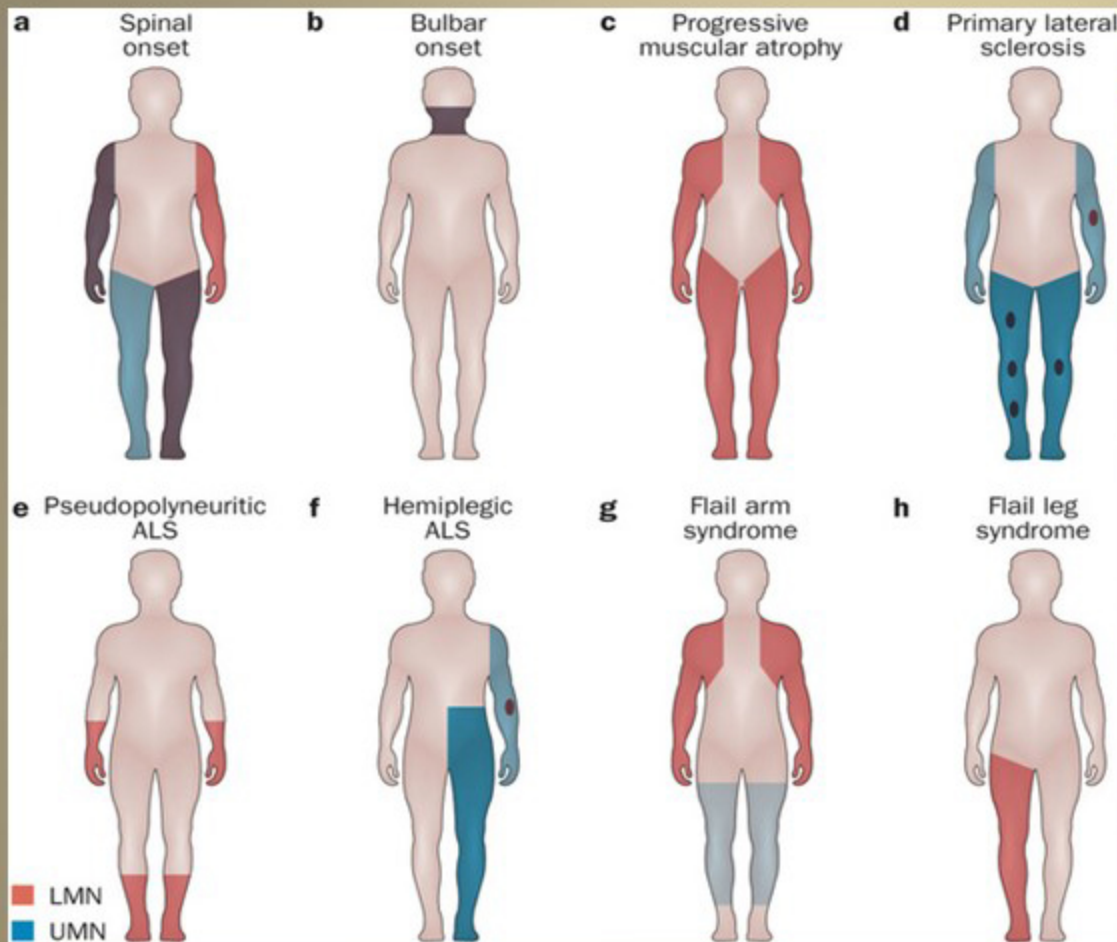 a Spinal
onset
b Bulbar
onset
c Progressive
muscular atrophy
d Primary lateral
sclerosis
e Pseudopolyneuritic
ALS
f Hemiplegic
ALS
g Flail arm
syndrome
h Flail leg
syndrome
LMN
UMN